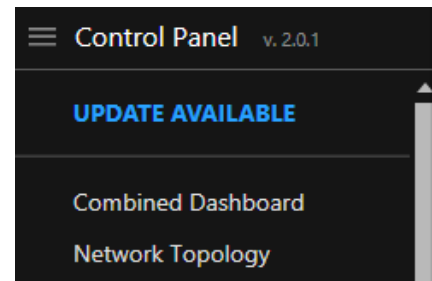 Control Panel v. 2.0.1
UPDATE AVAILABLE
Combined Dashboard
Network Topology